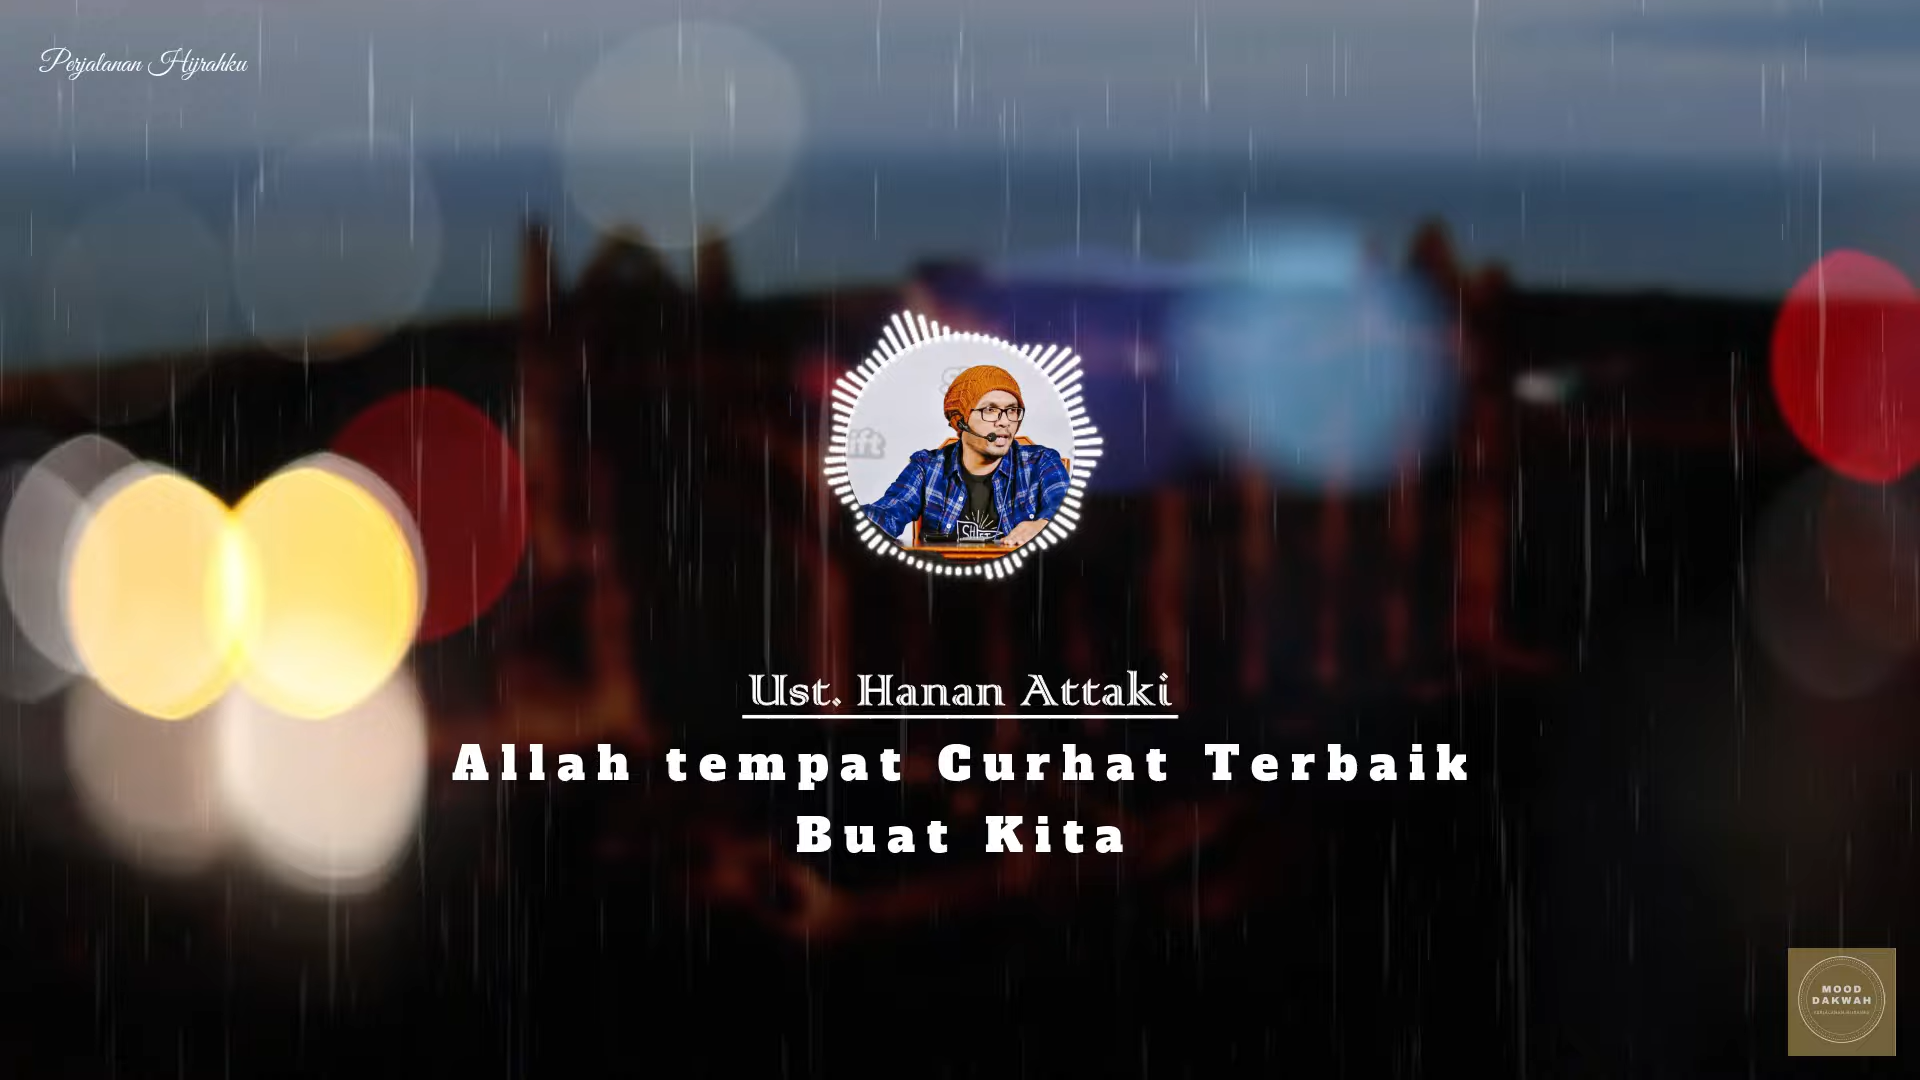 Perjalanan Hijrahku
Ust. Hanan Attaki
Allah tempat Curhat Terbaik
Buat Kita
MOOD
DAKWAH